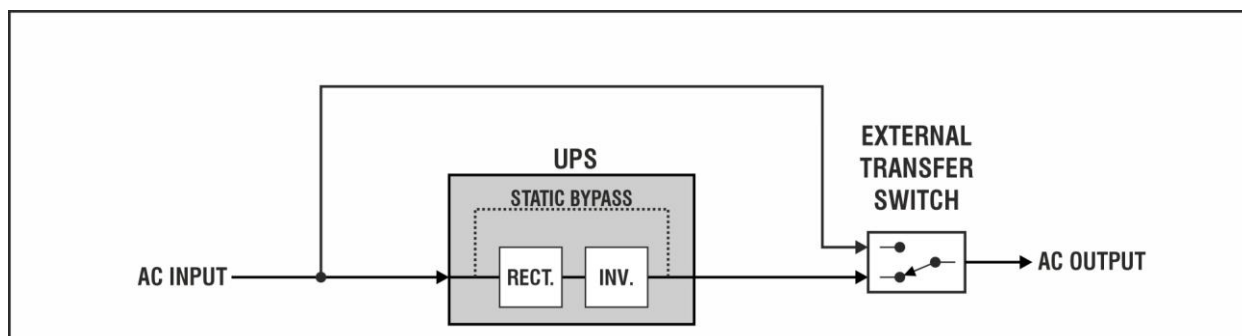 EXTERNAL
TRANSFER
SWITCH
UPS
STATIC BYPASS
AC INPUT
RECT.
INV.
AC OUTPUT